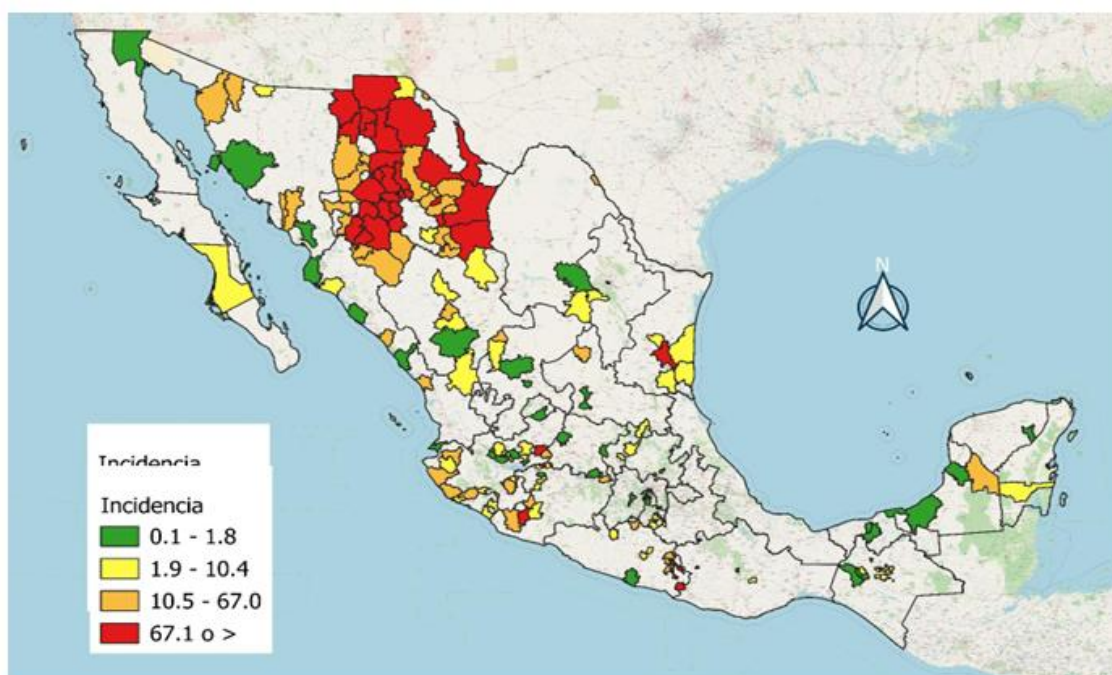 N
Incidencia
Incidencia
0.1 - 1.8
1.9 - 10.4
10.5 - 67.0
67.1 o >